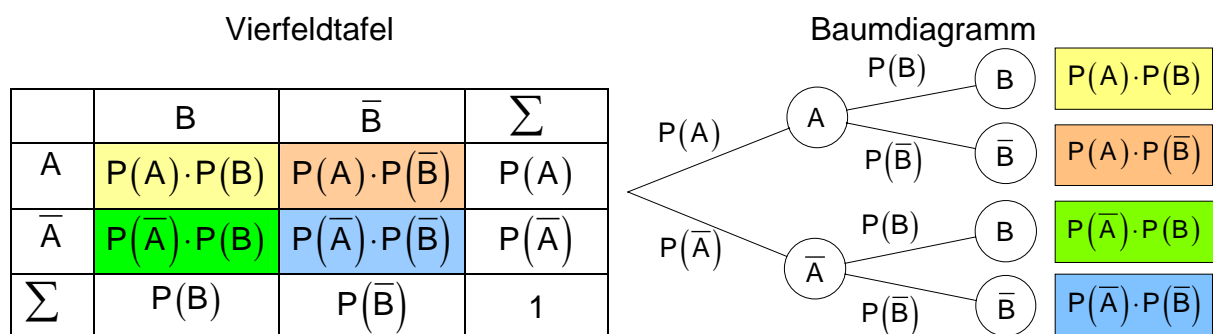 Vierfeldtafel
B B̅ ∑
A P(A)·P(B) P(A)·P(B̅) P(A)
A̅ P(A̅)·P(B) P(A̅)·P(B̅) P(A̅)
∑ P(B) P(B̅) 1
Baumdiagramm
P(B) B P(A)·P(B)
P(A) A
P(B̅) B̅ P(A)·P(B̅)
P(B) B P(A̅)·P(B)
P(A̅) A̅
P(B̅) B̅ P(A̅)·P(B̅)